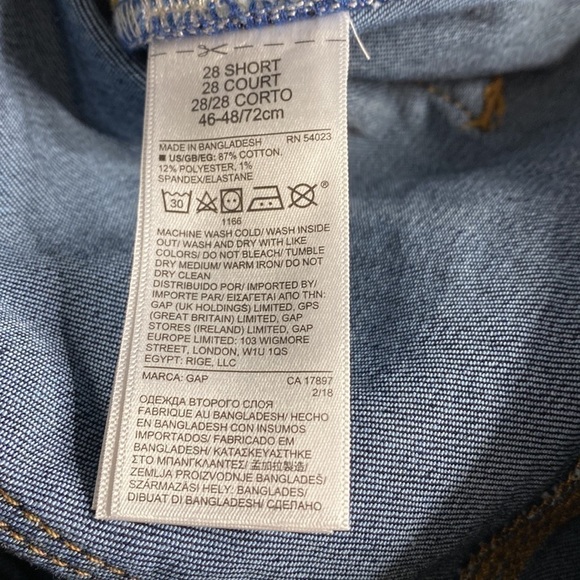 28 SHORT
28 COURT
28/28 CORTO
46-48/72cm
MADE IN BANGLADESH RN 54023
■ US/GB/EG: 87% COTTON,
12% POLYESTER, 1%
SPANDEX/ELASTANE
30
®
1166
MACHINE WASH COLD/ WASH INSIDE
OUT/ WASH AND DRY WITH LIKE
COLORS/ DO NOT BLEACH/ TUMBLE
DRY MEDIUM/ WARM IRON/ DO NOT
DRY CLEAN
DISTRIBUIDO POR/ IMPORTED BY/
IMPORTE PAR/ ΕΙΣΑΓΕΤΑΙ ΑΠΟ ΤΗΝ:
GAP (UK HOLDINGS) LIMITED, GPS
(GREAT BRITAIN) LIMITED, GAP
STORES (IRELAND) LIMITED, GAP
EUROPE LIMITED: 103 WIGMORE
STREET, LONDON, W1U 1QS
EGYPT: RIGE, LLC
MARCA: GAP CA 17897
2/18
ОДЕЖДА ВТОРОГО СЛОЯ
FABRIQUE AU BANGLADESH/ HECHO
EN BANGLADESH CON INSUMOS
IMPORTADOS/ FABRICADO EM
BANGLADESH/ ΚΑΤΑΣΚΕΥΑΣΤΗΚΕ
ΣΤΟ ΜΠΑΝΓΚΛΑΝΤΕΣ/ 孟加拉製造/
ZEMLJA PROIZVODNJE BANGLADEŠ/
SZÁRMAZÁSI HELY: BANGLADES/
DIBUAT DI BANGLADESH/ СДЕЛАНО